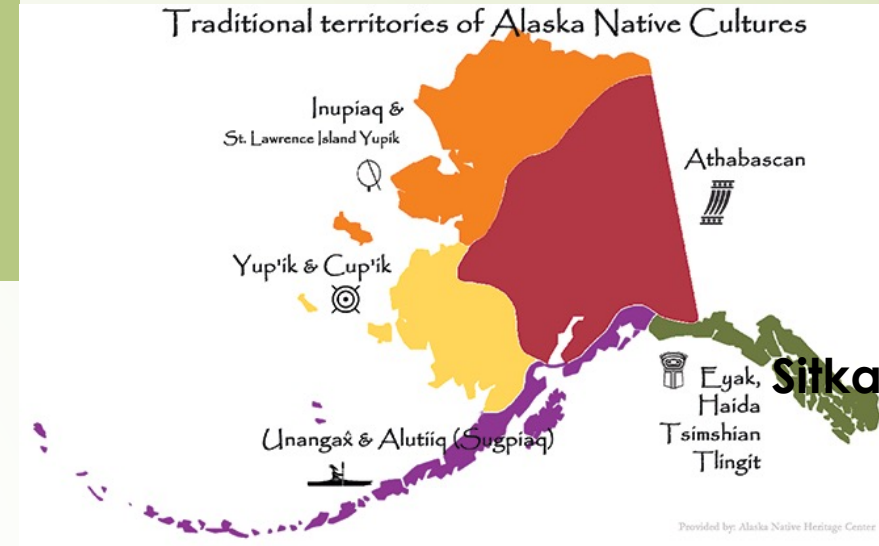 Traditional territories of Alaska Native Cultures
Inupiaq &
St. Lawrence Island Yupik
Athabascan
Yup'ik & Cup'ik
Eyak,
Haida
Tsimshian
Tlingit
Sitka
Unangax̂ & Alutiiq (Sugpiaq)
Provided by: Alaska Native Heritage Center